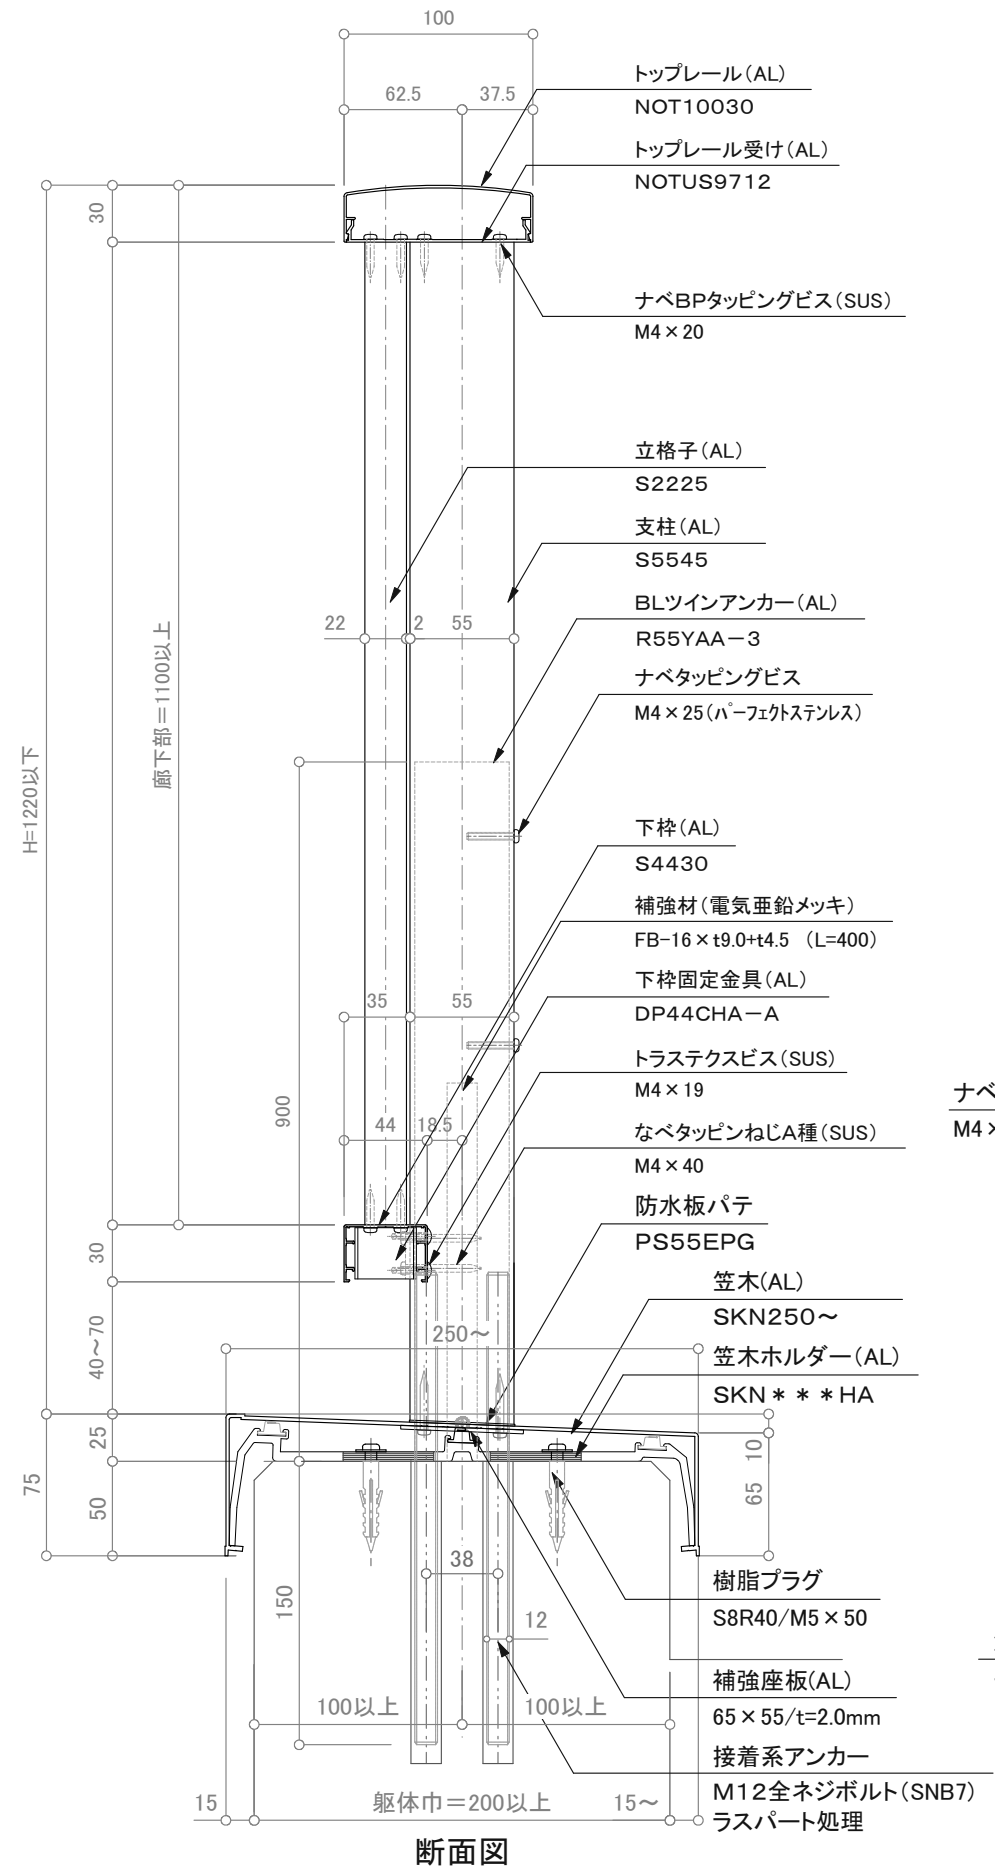 100
62.5
37.5
トップレール(AL)
NOT10030
トップレール受け(AL)
NOTUS9712
30
ナベBPタッピングビス(SUS)
M4×20
立格子(AL)
S2225
支柱(AL)
S5545
22
2
55
BLツインアンカー(AL)
R55YAA-3
ナベタッピングビス
M4×25(パーフェクトステンレス)
廊下部=1100以上
H=1220以下
下枠(AL)
S4430
補強材(電気亜鉛メッキ)
FB-16×t9.0+t4.5 (L=400)
下枠固定金具(AL)
DP44CHA-A
35
55
トラステクスビス(SUS)
M4×19
900
44
18.5
なベタッピンねじA種(SUS)
M4×40
ナベ
M4×
防水板パテ
PS55EPG
30
笠木(AL)
SKN250〜
40〜70
250〜
笠木ホルダー(AL)
SKN***HA
25
10
75
50
65
38
樹脂プラグ
S8R40/M5×50
150
12
補強座板(AL)
65×55/t=2.0mm
100以上
100以上
接着系アンカー
M12全ネジボルト(SNB7)
ラスパート処理
15
躯体巾=200以上
15〜
断面図